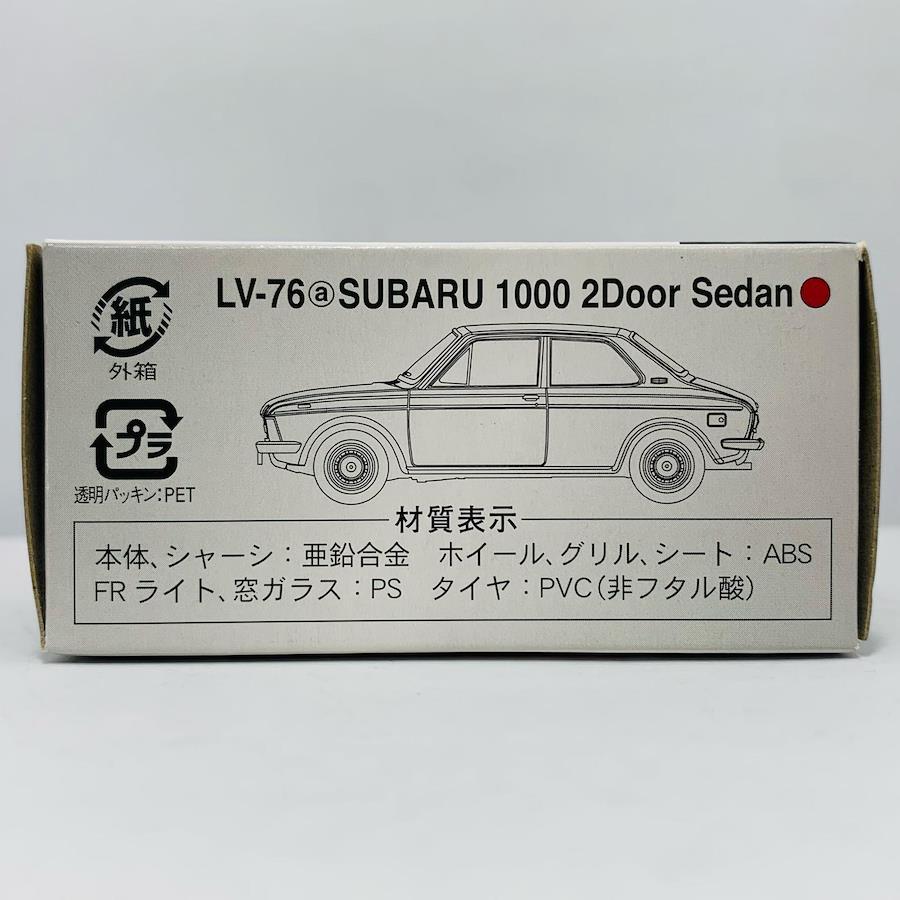 LV-76ⓐSUBARU 1000 2Door Sedan
紙
外箱
プラ
透明パッキン:PET
材質表示
本体、シャーシ:亜鉛合金 ホイール、グリル、シート:ABS
FRライト、窓ガラス:PS タイヤ:PVC(非フタル酸)